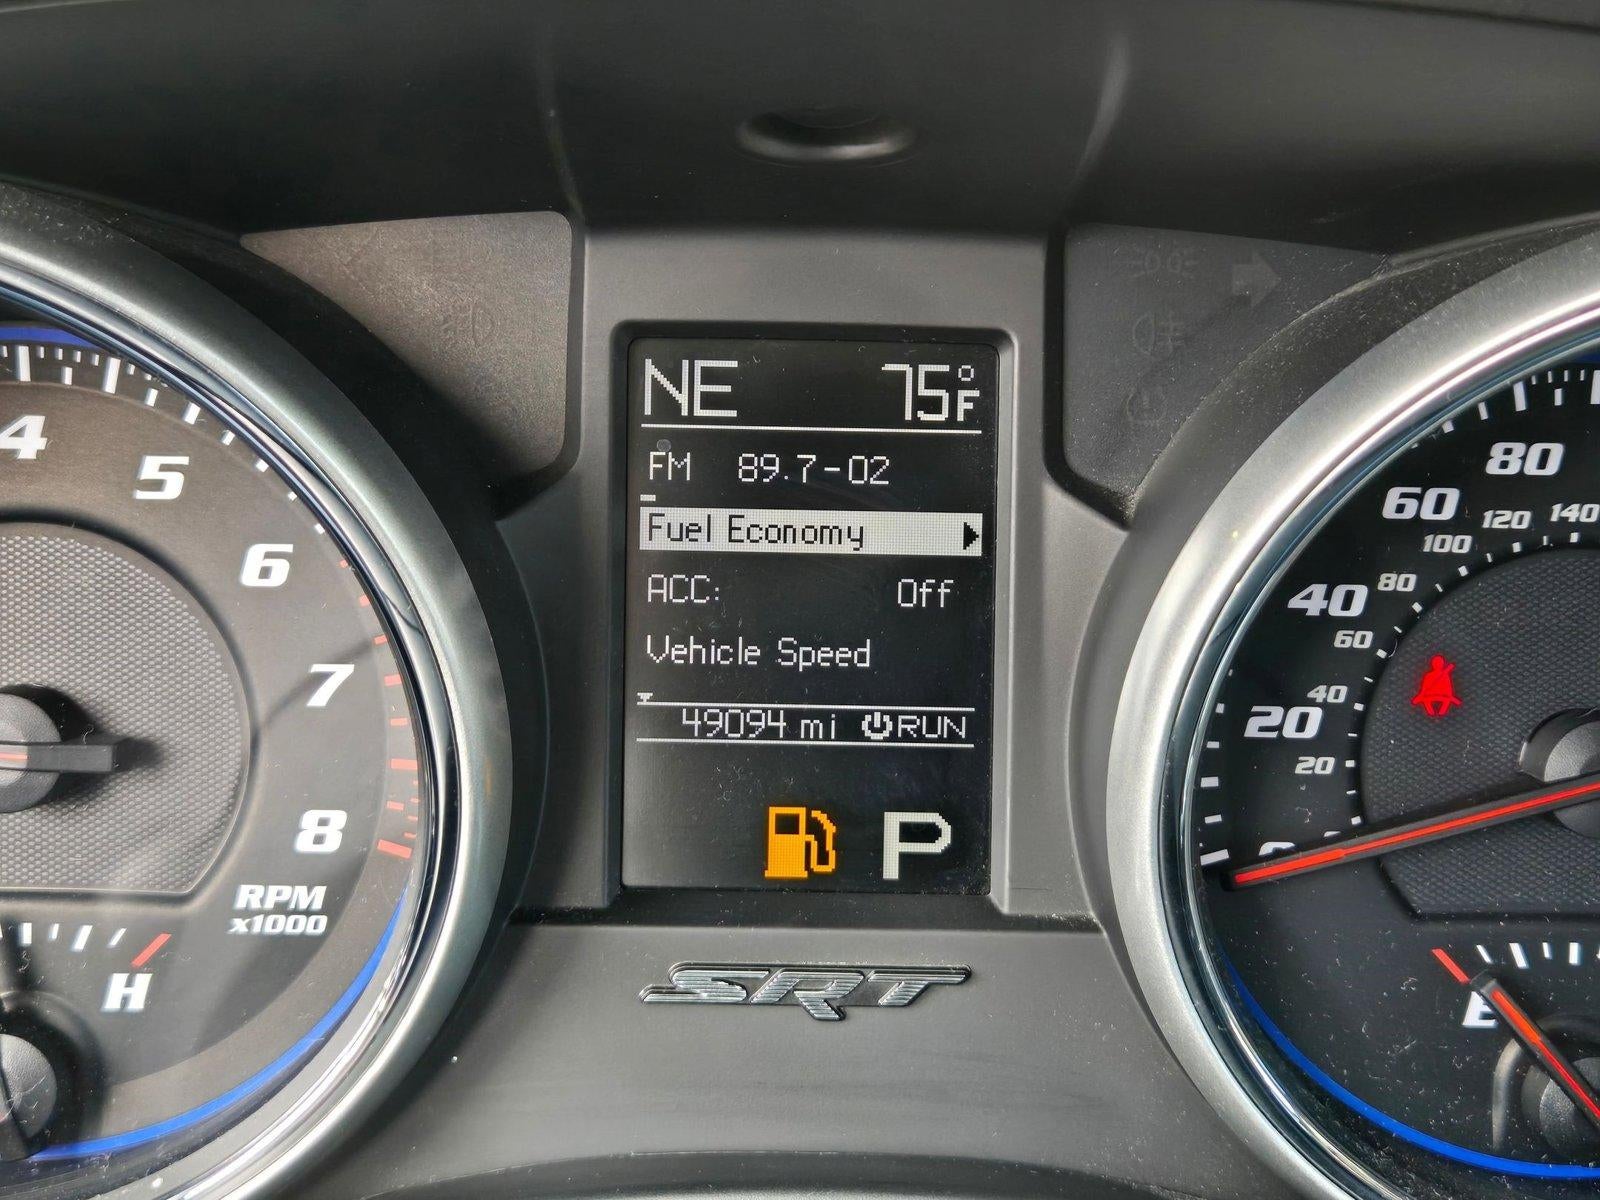 NE 75°F
FM 89.7-02
Fuel Economy
ACC: Off
Vehicle Speed
49094 mi RUN
P
SRT
4
5
6
7
8
RPM
x1000
H
80
60
120 140
100
40 80
60
40
20
20
0
E